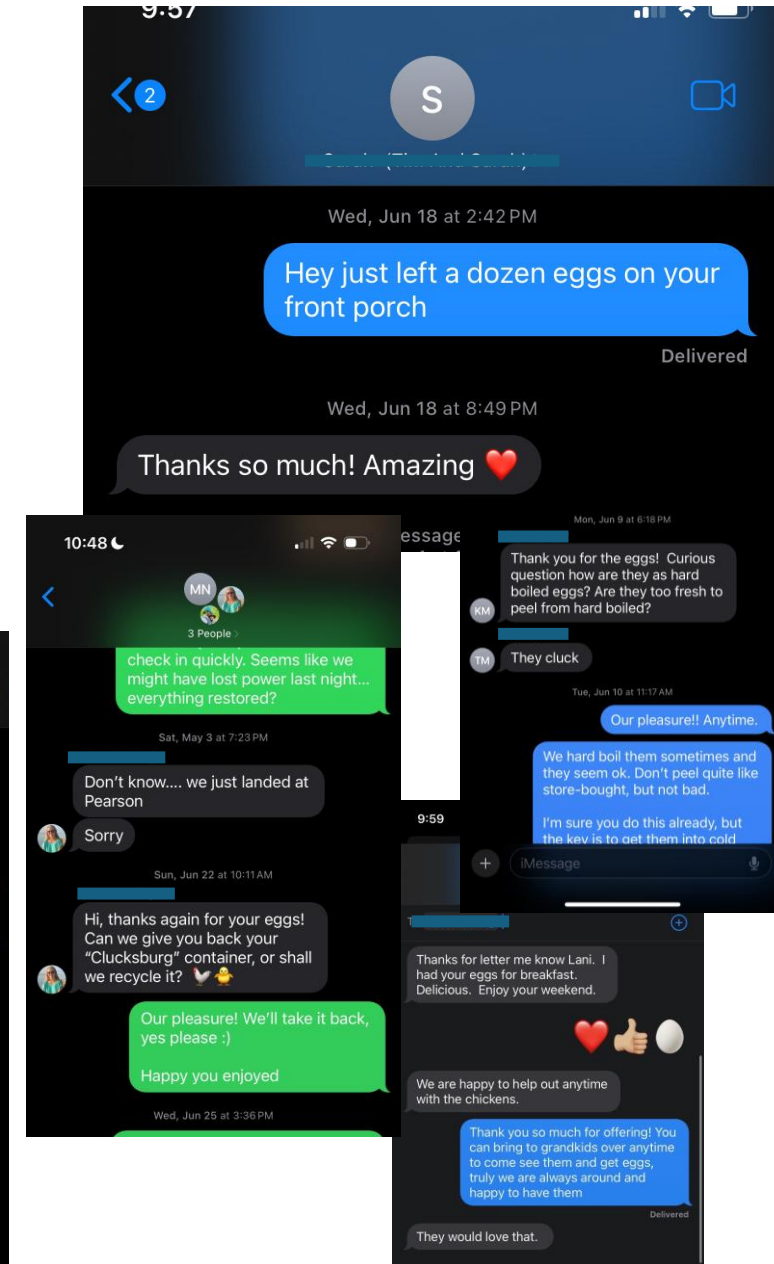 9:57
2
S
Wed, Jun 18 at 2:42 PM
Hey just left a dozen eggs on your
front porch
Delivered
Wed, Jun 18 at 8:49 PM
Thanks so much! Amazing ❤️
essage
10:48
MN
3 People
check in quickly. Seems like we
might have lost power last night...
everything restored?
Sat, May 3 at 7:23 PM
Don't know.... we just landed at
Pearson
Sorry
Sun, Jun 22 at 10:11 AM
Hi, thanks again for your eggs!
Can we give you back your
“Clucksburg” container, or shall
we recycle it? 🐓🐥
Our pleasure! We'll take it back,
yes please :)
Happy you enjoyed
Wed, Jun 25 at 3:36 PM
Mon, Jun 9 at 6:18 PM
Thank you for the eggs! Curious
question how are they as hard
boiled eggs? Are they too fresh to
peel from hard boiled?
KM
They cluck
TM
Tue, Jun 10 at 11:17 AM
Our pleasure!! Anytime.
We hard boil them sometimes and
they seem ok. Don't peel quite like
store-bought, but not bad.
I'm sure you do this already, but
the key is to get them into cold
iMessage
9:59
Thanks for letter me know Lani. I
had your eggs for breakfast.
Delicious. Enjoy your weekend.
❤️👍🏼🥚
We are happy to help out anytime
with the chickens.
Thank you so much for offering! You
can bring to grandkids over anytime
to come see them and get eggs,
truly we are always around and
happy to have them
Delivered
They would love that.